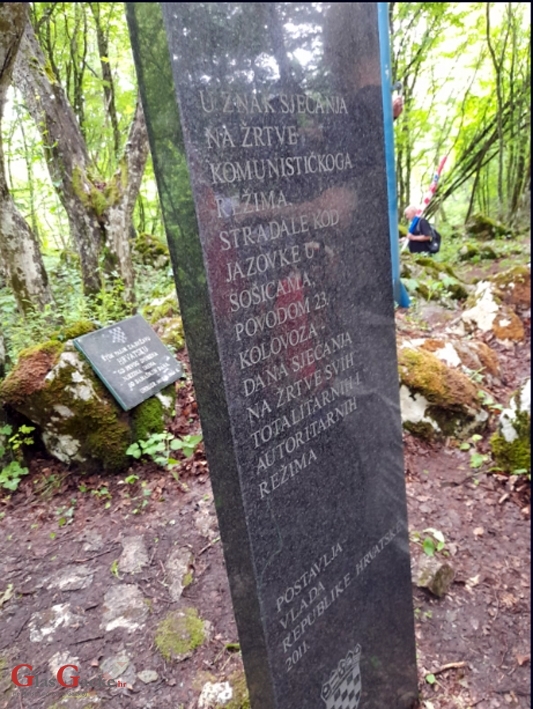 U ZNAK SJEĆANJA
NA ŽRTVE
KOMUNISTIČKOGA
REŽIMA
STRADALE KOD
JAZOVKE U
SOŠICAMA,
POVODOM 23.
KOLOVOZA -
DANA SJEĆANJA
NA ŽRTVE SVIH
TOTALITARNIH I
AUTORITARNIH
REŽIMA
POSTAVLJA
VLADA
REPUBLIKE HRVATSKE
2011.
HRVATSKU